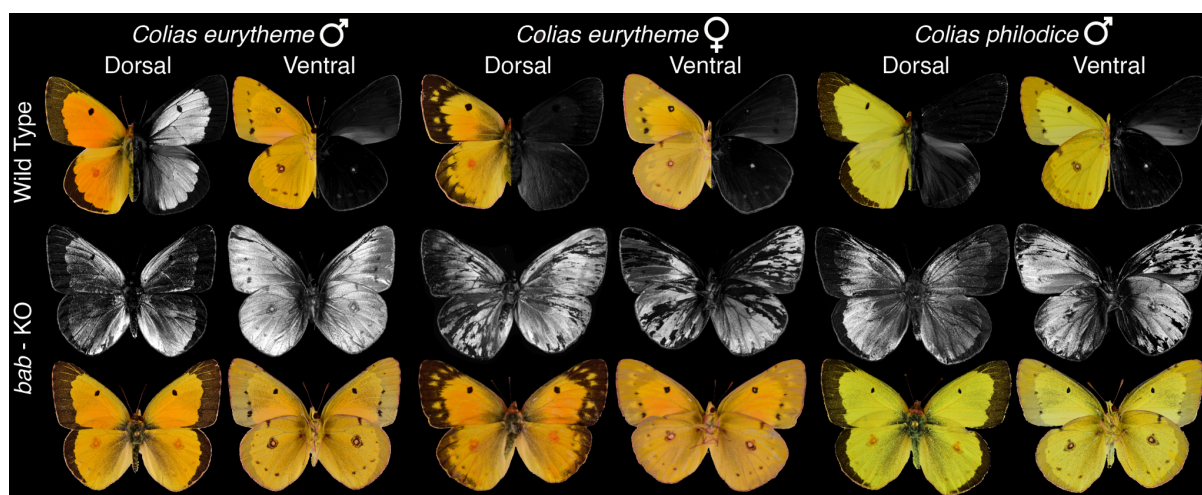 Colias eurytheme ♂ Colias eurytheme ♀ Colias philodice ♂
Dorsal Ventral Dorsal Ventral Dorsal Ventral
Wild Type
bab - KO